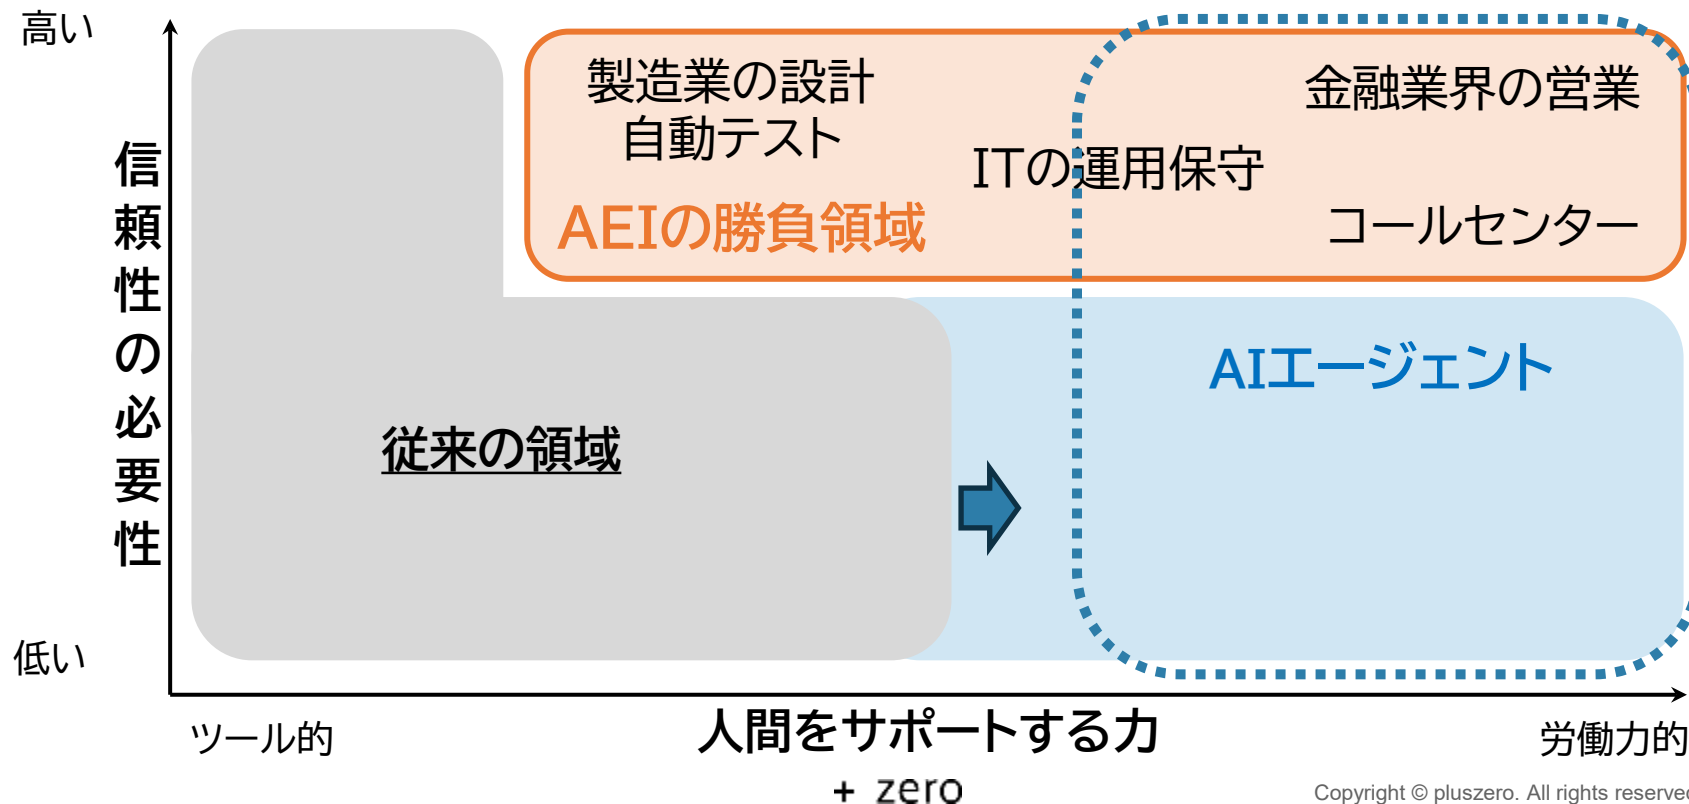 高い
製造業の設計
自動テスト
金融業界の営業
ITの運用保守
AEIの勝負領域
コールセンター
信頼性の必要性
AIエージェント
従来の領域
低い
ツール的
人間をサポートする力
労働力的
+ zero
Copyright © pluszero. All rights reserved